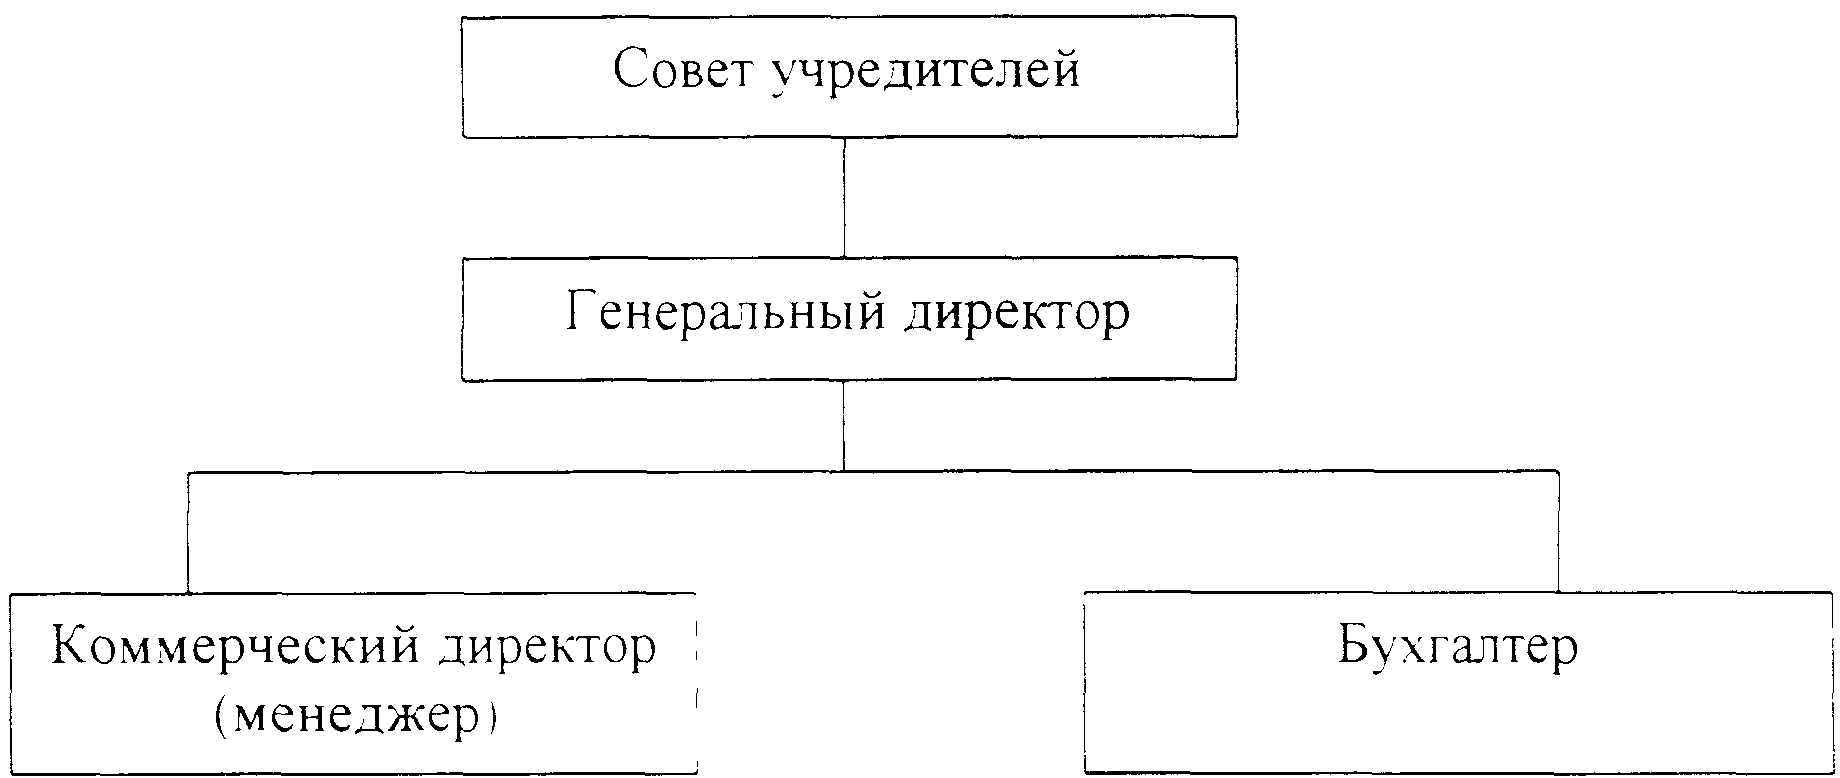 Совет учредителей
Генеральный директор
Коммерческий директор
(менеджер)
Бухгалтер